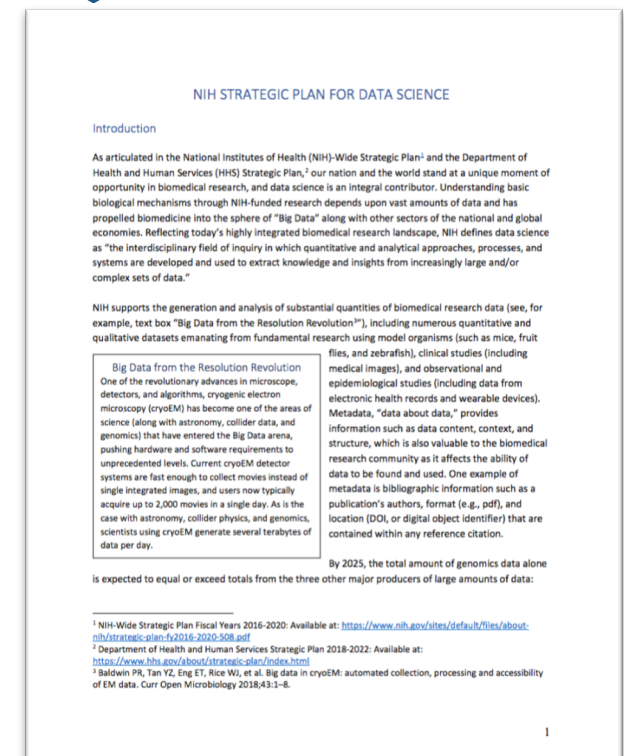 NIH STRATEGIC PLAN FOR DATA SCIENCE
Introduction
As articulated in the National Institutes of Health (NIH)-Wide Strategic Plan¹ and the Department of
Health and Human Services (HHS) Strategic Plan,² our nation and the world stand at a unique moment of
opportunity in biomedical research, and data science is an integral contributor. Understanding basic
biological mechanisms through NIH-funded research depends upon vast amounts of data and has
propelled biomedicine into the sphere of "Big Data" along with other sectors of the national and global
economies. Reflecting today's highly integrated biomedical research landscape, NIH defines data science
as "the interdisciplinary field of inquiry in which quantitative and analytical approaches, processes, and
systems are developed and used to extract knowledge and insights from increasingly large and/or
complex sets of data."
NIH supports the generation and analysis of substantial quantities of biomedical research data (see, for
example, text box "Big Data from the Resolution Revolution³"), including numerous quantitative and
qualitative datasets emanating from fundamental research using model organisms (such as mice, fruit
flies, and zebrafish), clinical studies (including
medical images), and observational and
epidemiological studies (including data from
electronic health records and wearable devices).
Metadata, "data about data," provides
information such as data content, context, and
structure, which is also valuable to the biomedical
research community as it affects the ability of
data to be found and used. One example of
metadata is bibliographic information such as a
publication's authors, format (e.g., pdf), and
location (DOI, or digital object identifier) that are
contained within any reference citation.
Big Data from the Resolution Revolution
One of the revolutionary advances in microscope,
detectors, and algorithms, cryogenic electron
microscopy (cryoEM) has become one of the areas of
science (along with astronomy, collider data, and
genomics) that have entered the Big Data arena,
pushing hardware and software requirements to
unprecedented levels. Current cryoEM detector
systems are fast enough to collect movies instead of
single integrated images, and users now typically
acquire up to 2,000 movies in a single day. As is the
case with astronomy, collider physics, and genomics,
scientists using cryoEM generate several terabytes of
data per day.
By 2025, the total amount of genomics data alone
is expected to equal or exceed totals from the three other major producers of large amounts of data:
¹ NIH-Wide Strategic Plan Fiscal Years 2016-2020: Available at: https://www.nih.gov/sites/default/files/about-
nih/strategic-plan-fy2016-2020-508.pdf
² Department of Health and Human Services Strategic Plan 2018-2022: Available at:
https://www.hhs.gov/about/strategic-plan/index.html
³ Baldwin PR, Tan YZ, Eng ET, Rice WJ, et al. Big data in cryoEM: automated collection, processing and accessibility
of EM data. Curr Open Microbiology 2018;43:1–8.
1